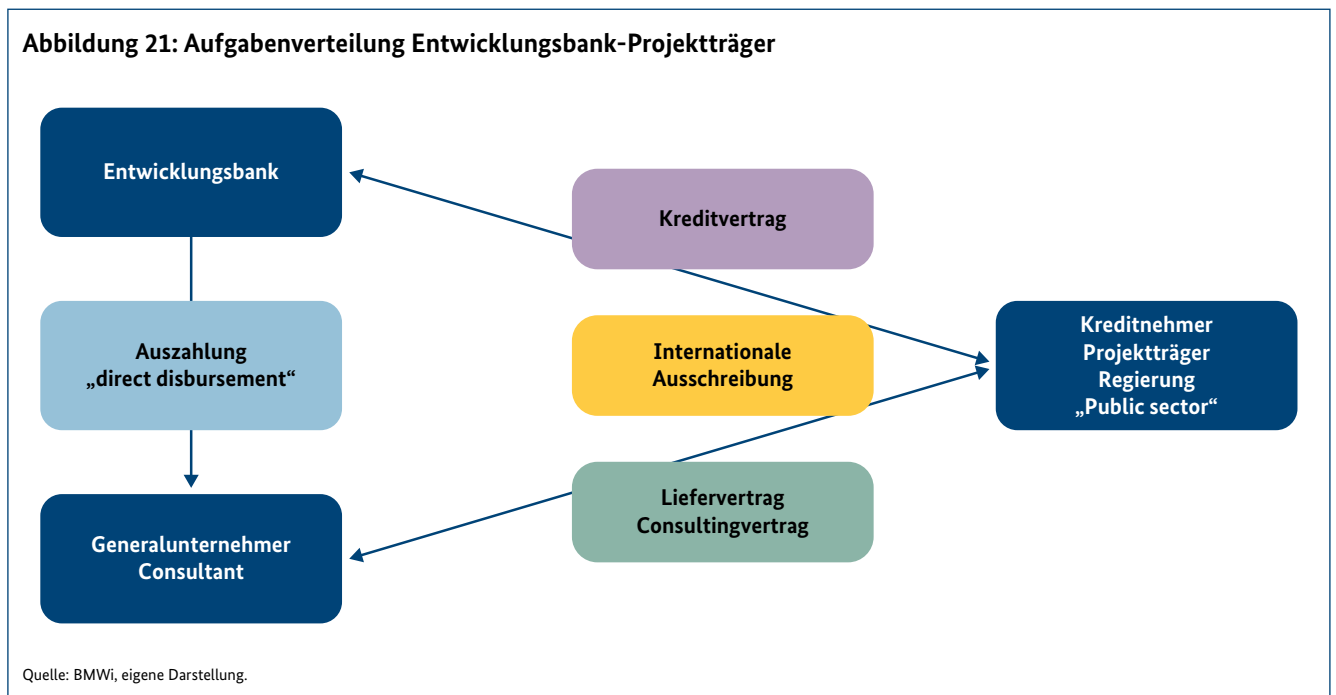 Abbildung 21: Aufgabenverteilung Entwicklungsbank-Projektträger
Entwicklungsbank
Kreditvertrag
Auszahlung
„direct disbursement“
Internationale
Ausschreibung
Kreditnehmer
Projektträger
Regierung
„Public sector“
Generalunternehmer
Consultant
Liefervertrag
Consultingvertrag
Quelle: BMWi, eigene Darstellung.